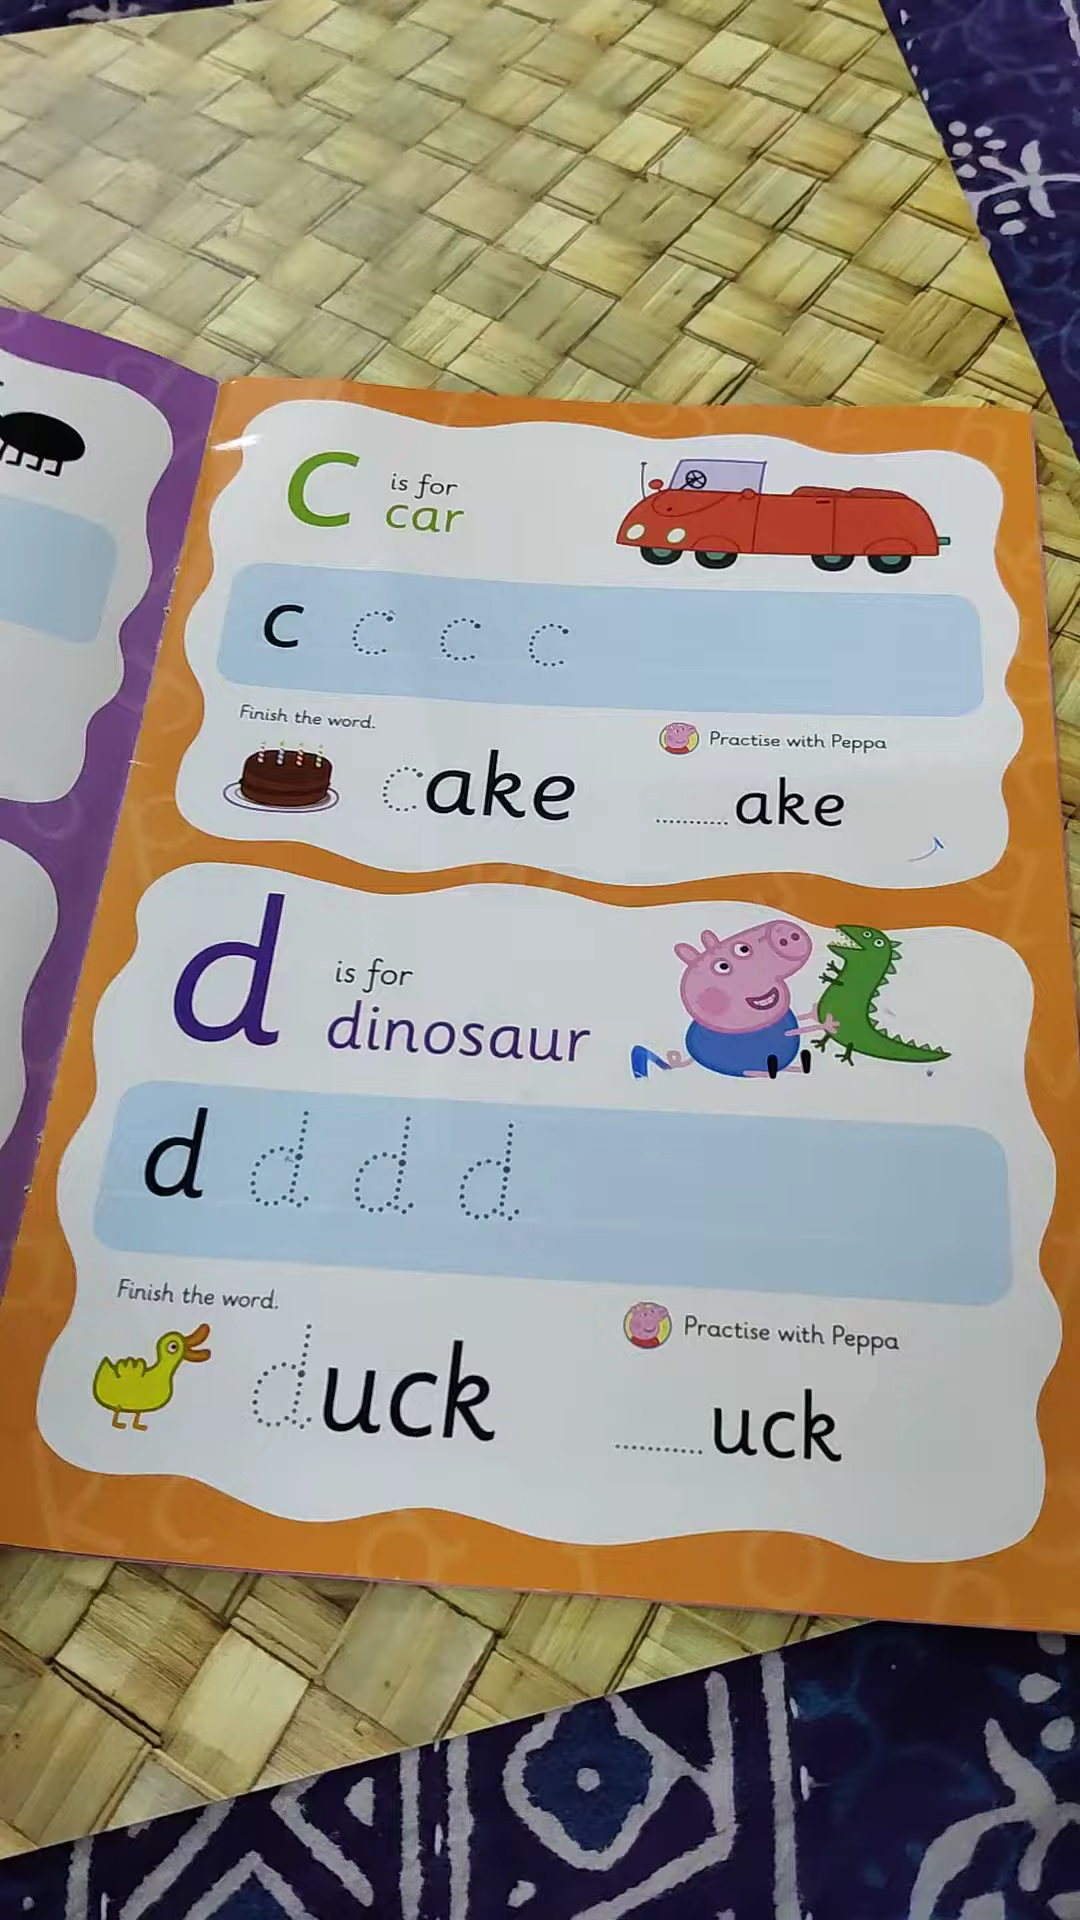 c is for
car
c c c c
Finish the word.
Practise with Peppa
cake
..........ake
d is for
dinosaur
d d d d
Finish the word.
Practise with Peppa
duck
..........uck